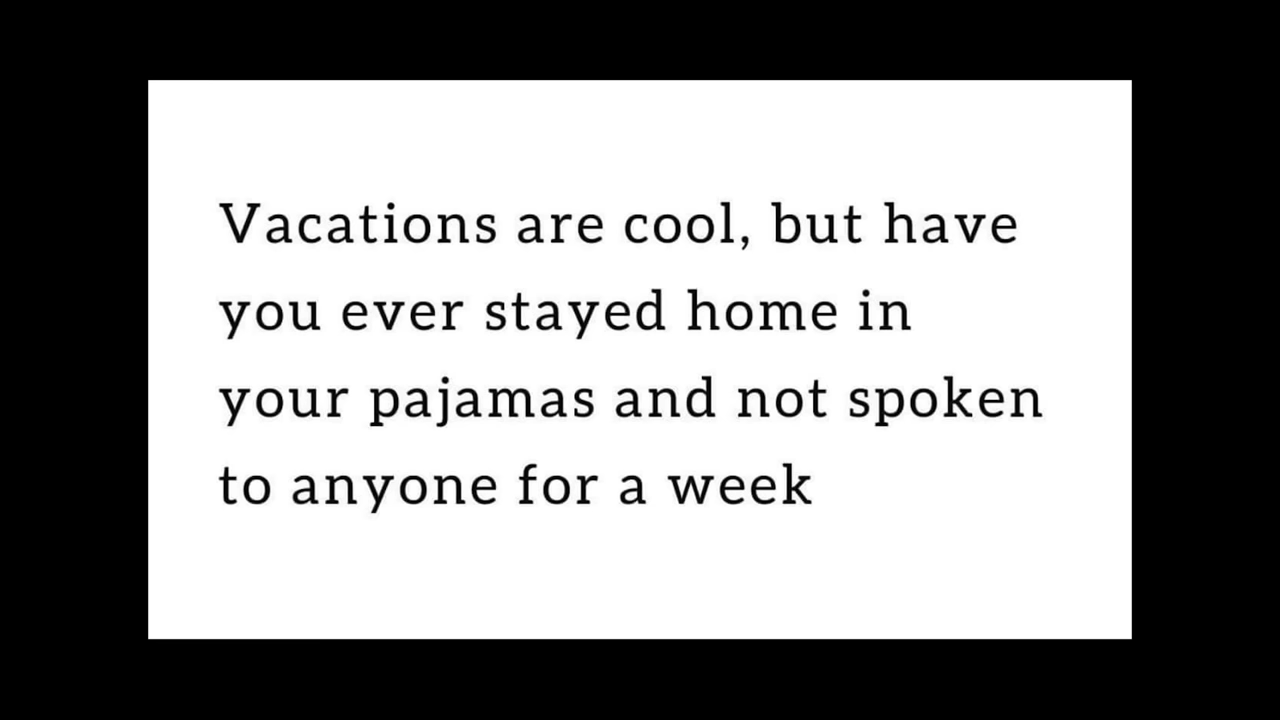 Vacations are cool, but have
you ever stayed home in
your pajamas and not spoken
to anyone for a week